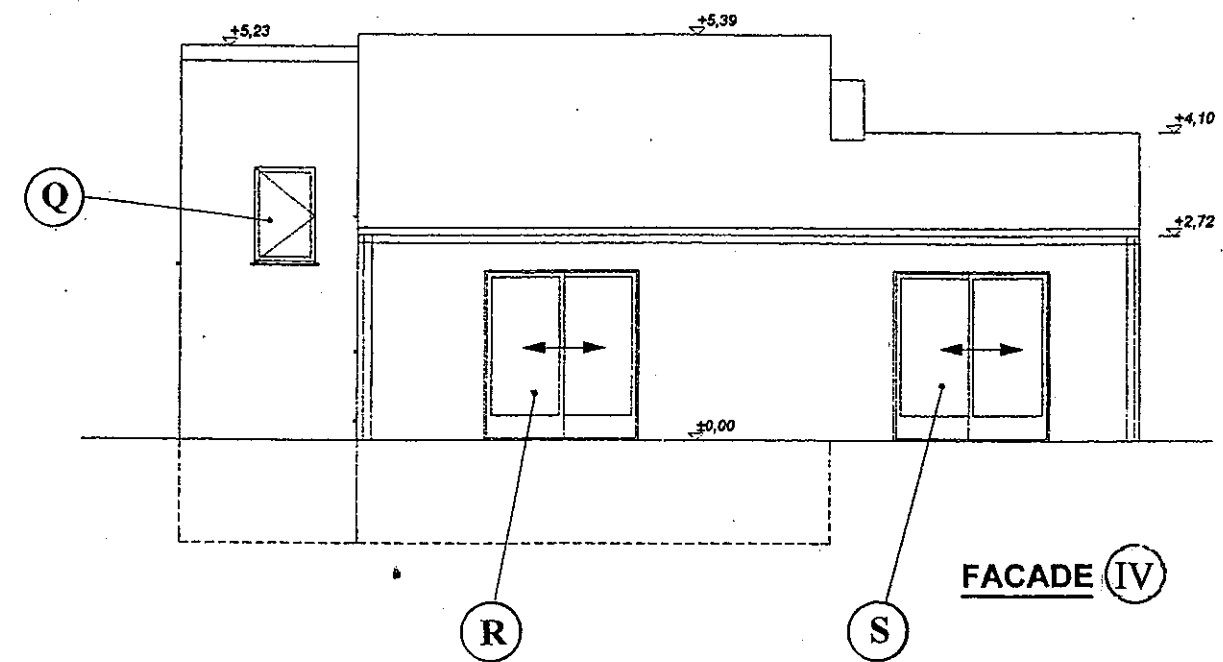 +5,23
+5,39
+4,10
Q
+2,72
±0,00
FACADE IV
R
S